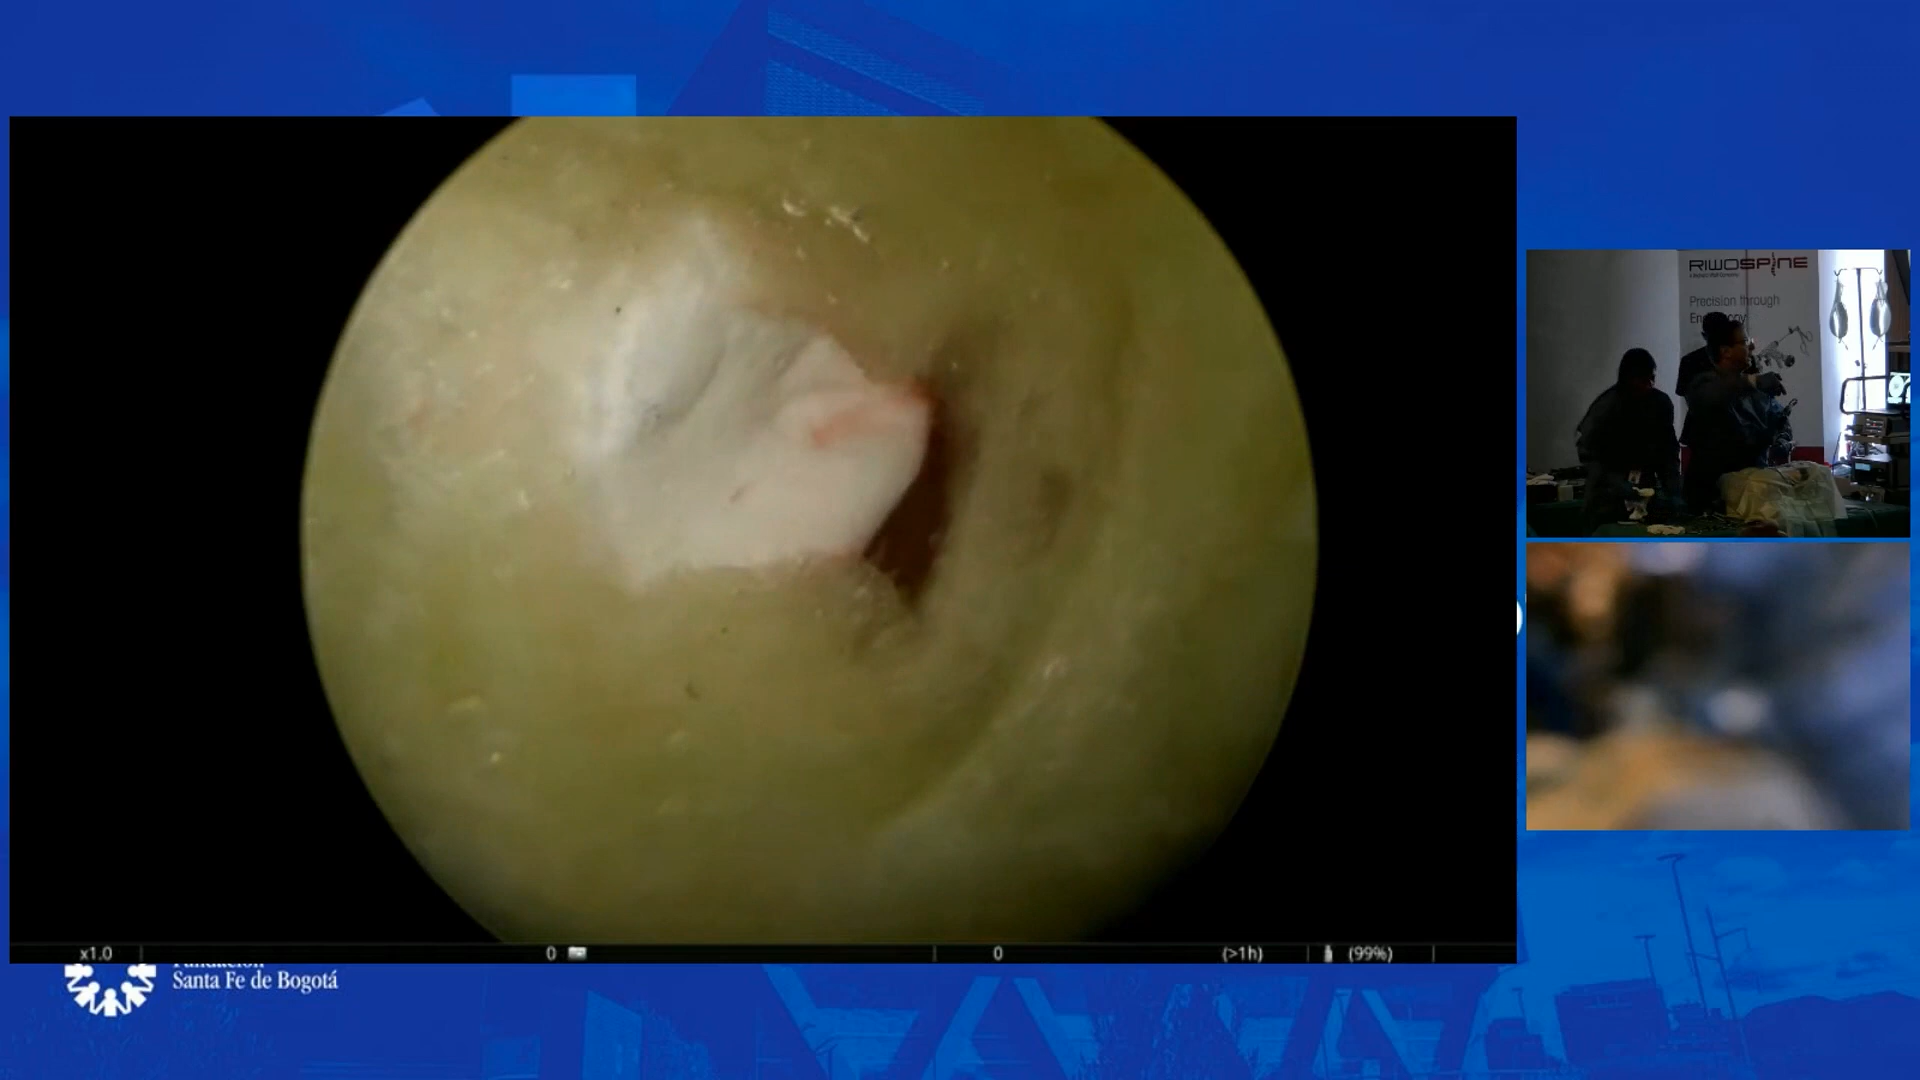 RIWOSPINE
Precision through
x1.0
0
0
(>1h)
(99%)
Santa Fe de Bogotá